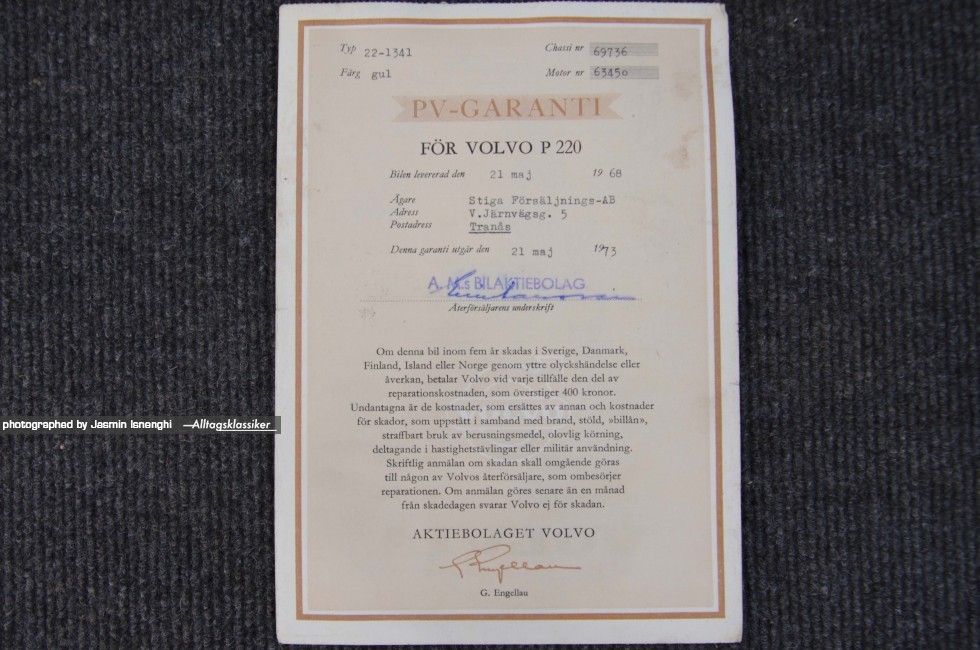 Typ 22-1341 Chassi nr 69736
Färg gul Motor nr 63450
PV-GARANTI
FÖR VOLVO P 220
Bilen levererad den 21 maj 1968
Ägare Stiga Försäljnings-AB
Adress V.Järnvägsg. 5
Postadress Tranås
Denna garanti utgår den 21 maj 1973
A. M:s BILAKTIEBOLAG
Återförsäljarens underskrift
Om denna bil inom fem år skadas i Sverige, Danmark,
Finland, Island eller Norge genom yttre olyckshändelse eller
åverkan, betalar Volvo vid varje tillfälle den del av
reparationskostnaden, som överstiger 400 kronor.
Undantagna är de kostnader, som ersättes av annan och kostnader
för skador, som uppstått i samband med brand, stöld, »billån»,
straffbart bruk av berusningsmedel, olovlig körning,
deltagande i hastighetstävlingar eller militär användning.
Skriftlig anmälan om skadan skall omgående göras
till någon av Volvos återförsäljare, som ombesörjer
reparationen. Om anmälan göres senare än en månad
från skadedagen svarar Volvo ej för skadan.
AKTIEBOLAGET VOLVO
G. Engellau
photographed by Jasmin Isnenghi —Alltagsklassiker_